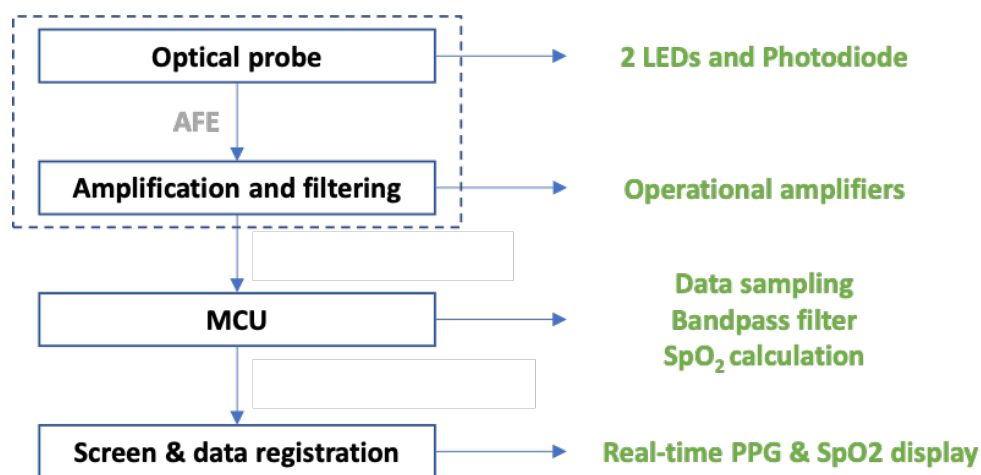 Optical probe
2 LEDs and Photodiode
AFE
Amplification and filtering
Operational amplifiers
MCU
Data sampling
Bandpass filter
SpO₂ calculation
Screen & data registration
Real-time PPG & SpO2 display